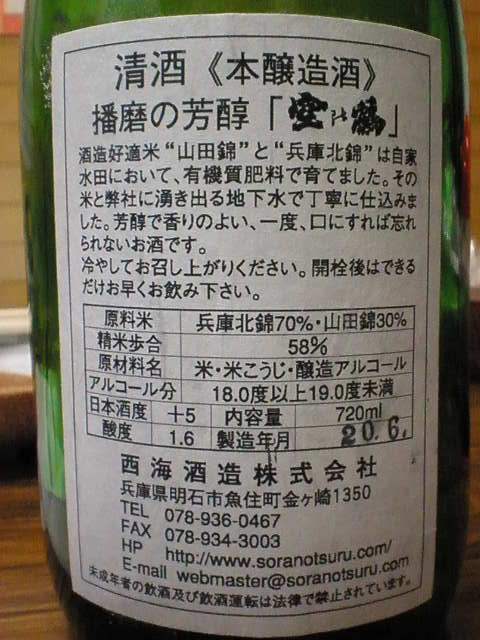 清酒《本醸造酒》
播磨の芳醇「空の鶴」
酒造好適米“山田錦”と“兵庫北錦”は自家
水田において、有機質肥料で育てました。その
米と弊社に湧き出る地下水で丁寧に仕込みま
した。芳醇で香りのよい、一度、口にすれば忘れ
られないお酒です。
冷やしてお召し上がりください。開栓後はできる
だけお早くお飲み下さい。
原料米 兵庫北錦70%・山田錦30%
精米歩合 58%
原材料名 米・米こうじ・醸造アルコール
アルコール分 18.0度以上19.0度未満
日本酒度 +5 内容量 720ml
酸度 1.6 製造年月 20.6.
西海酒造株式会社
兵庫県明石市魚住町金ヶ崎1350
TEL 078-936-0467
FAX 078-934-3003
HP http://www.soranotsuru.com/
E-mail webmaster@soranotsuru.com
未成年者の飲酒及び飲酒運転は法律で禁止されています。